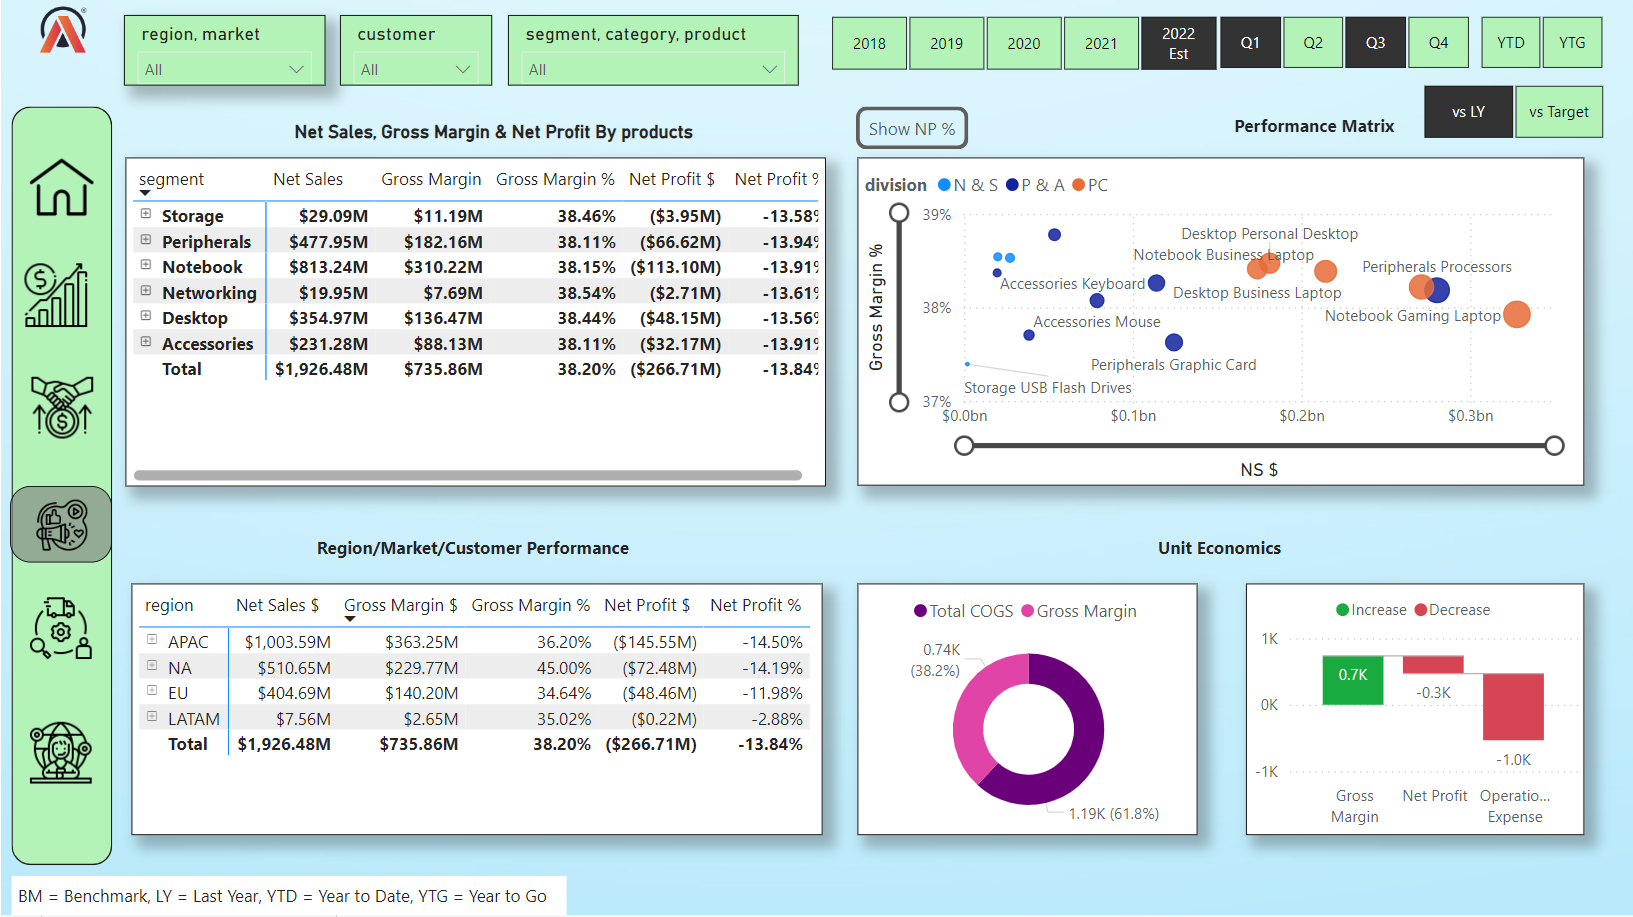 region, market
All
customer
All
segment, category, product
All
2018
2019
2020
2021
2022
Est
Q1
Q2
Q3
Q4
YTD
YTG
vs LY
vs Target
Net Sales, Gross Margin & Net Profit By products
segment Net Sales Gross Margin Gross Margin % Net Profit $ Net Profit %
Storage $29.09M $11.19M 38.46% ($3.95M) -13.58%
Peripherals $477.95M $182.16M 38.11% ($66.62M) -13.94%
Notebook $813.24M $310.22M 38.15% ($113.10M) -13.91%
Networking $19.95M $7.69M 38.54% ($2.71M) -13.61%
Desktop $354.97M $136.47M 38.44% ($48.15M) -13.56%
Accessories $231.28M $88.13M 38.11% ($32.17M) -13.91%
Total $1,926.48M $735.86M 38.20% ($266.71M) -13.84%
Show NP %
Performance Matrix
division N & S P & A PC
Gross Margin %
39%
38%
37%
Desktop Personal Desktop
Notebook Business Laptop
Peripherals Processors
Accessories Keyboard
Desktop Business Laptop
Notebook Gaming Laptop
Accessories Mouse
Peripherals Graphic Card
Storage USB Flash Drives
$0.0bn $0.1bn $0.2bn $0.3bn
NS $
Region/Market/Customer Performance
region Net Sales $ Gross Margin $ Gross Margin % Net Profit $ Net Profit %
APAC $1,003.59M $363.25M 36.20% ($145.55M) -14.50%
NA $510.65M $229.77M 45.00% ($72.48M) -14.19%
EU $404.69M $140.20M 34.64% ($48.46M) -11.98%
LATAM $7.56M $2.65M 35.02% ($0.22M) -2.88%
Total $1,926.48M $735.86M 38.20% ($266.71M) -13.84%
Unit Economics
Total COGS Gross Margin
0.74K
(38.2%)
1.19K (61.8%)
Increase Decrease
1K
0K
-1K
0.7K
-0.3K
-1.0K
Gross
Margin
Net Profit
Operatio...
Expense
BM = Benchmark, LY = Last Year, YTD = Year to Date, YTG = Year to Go